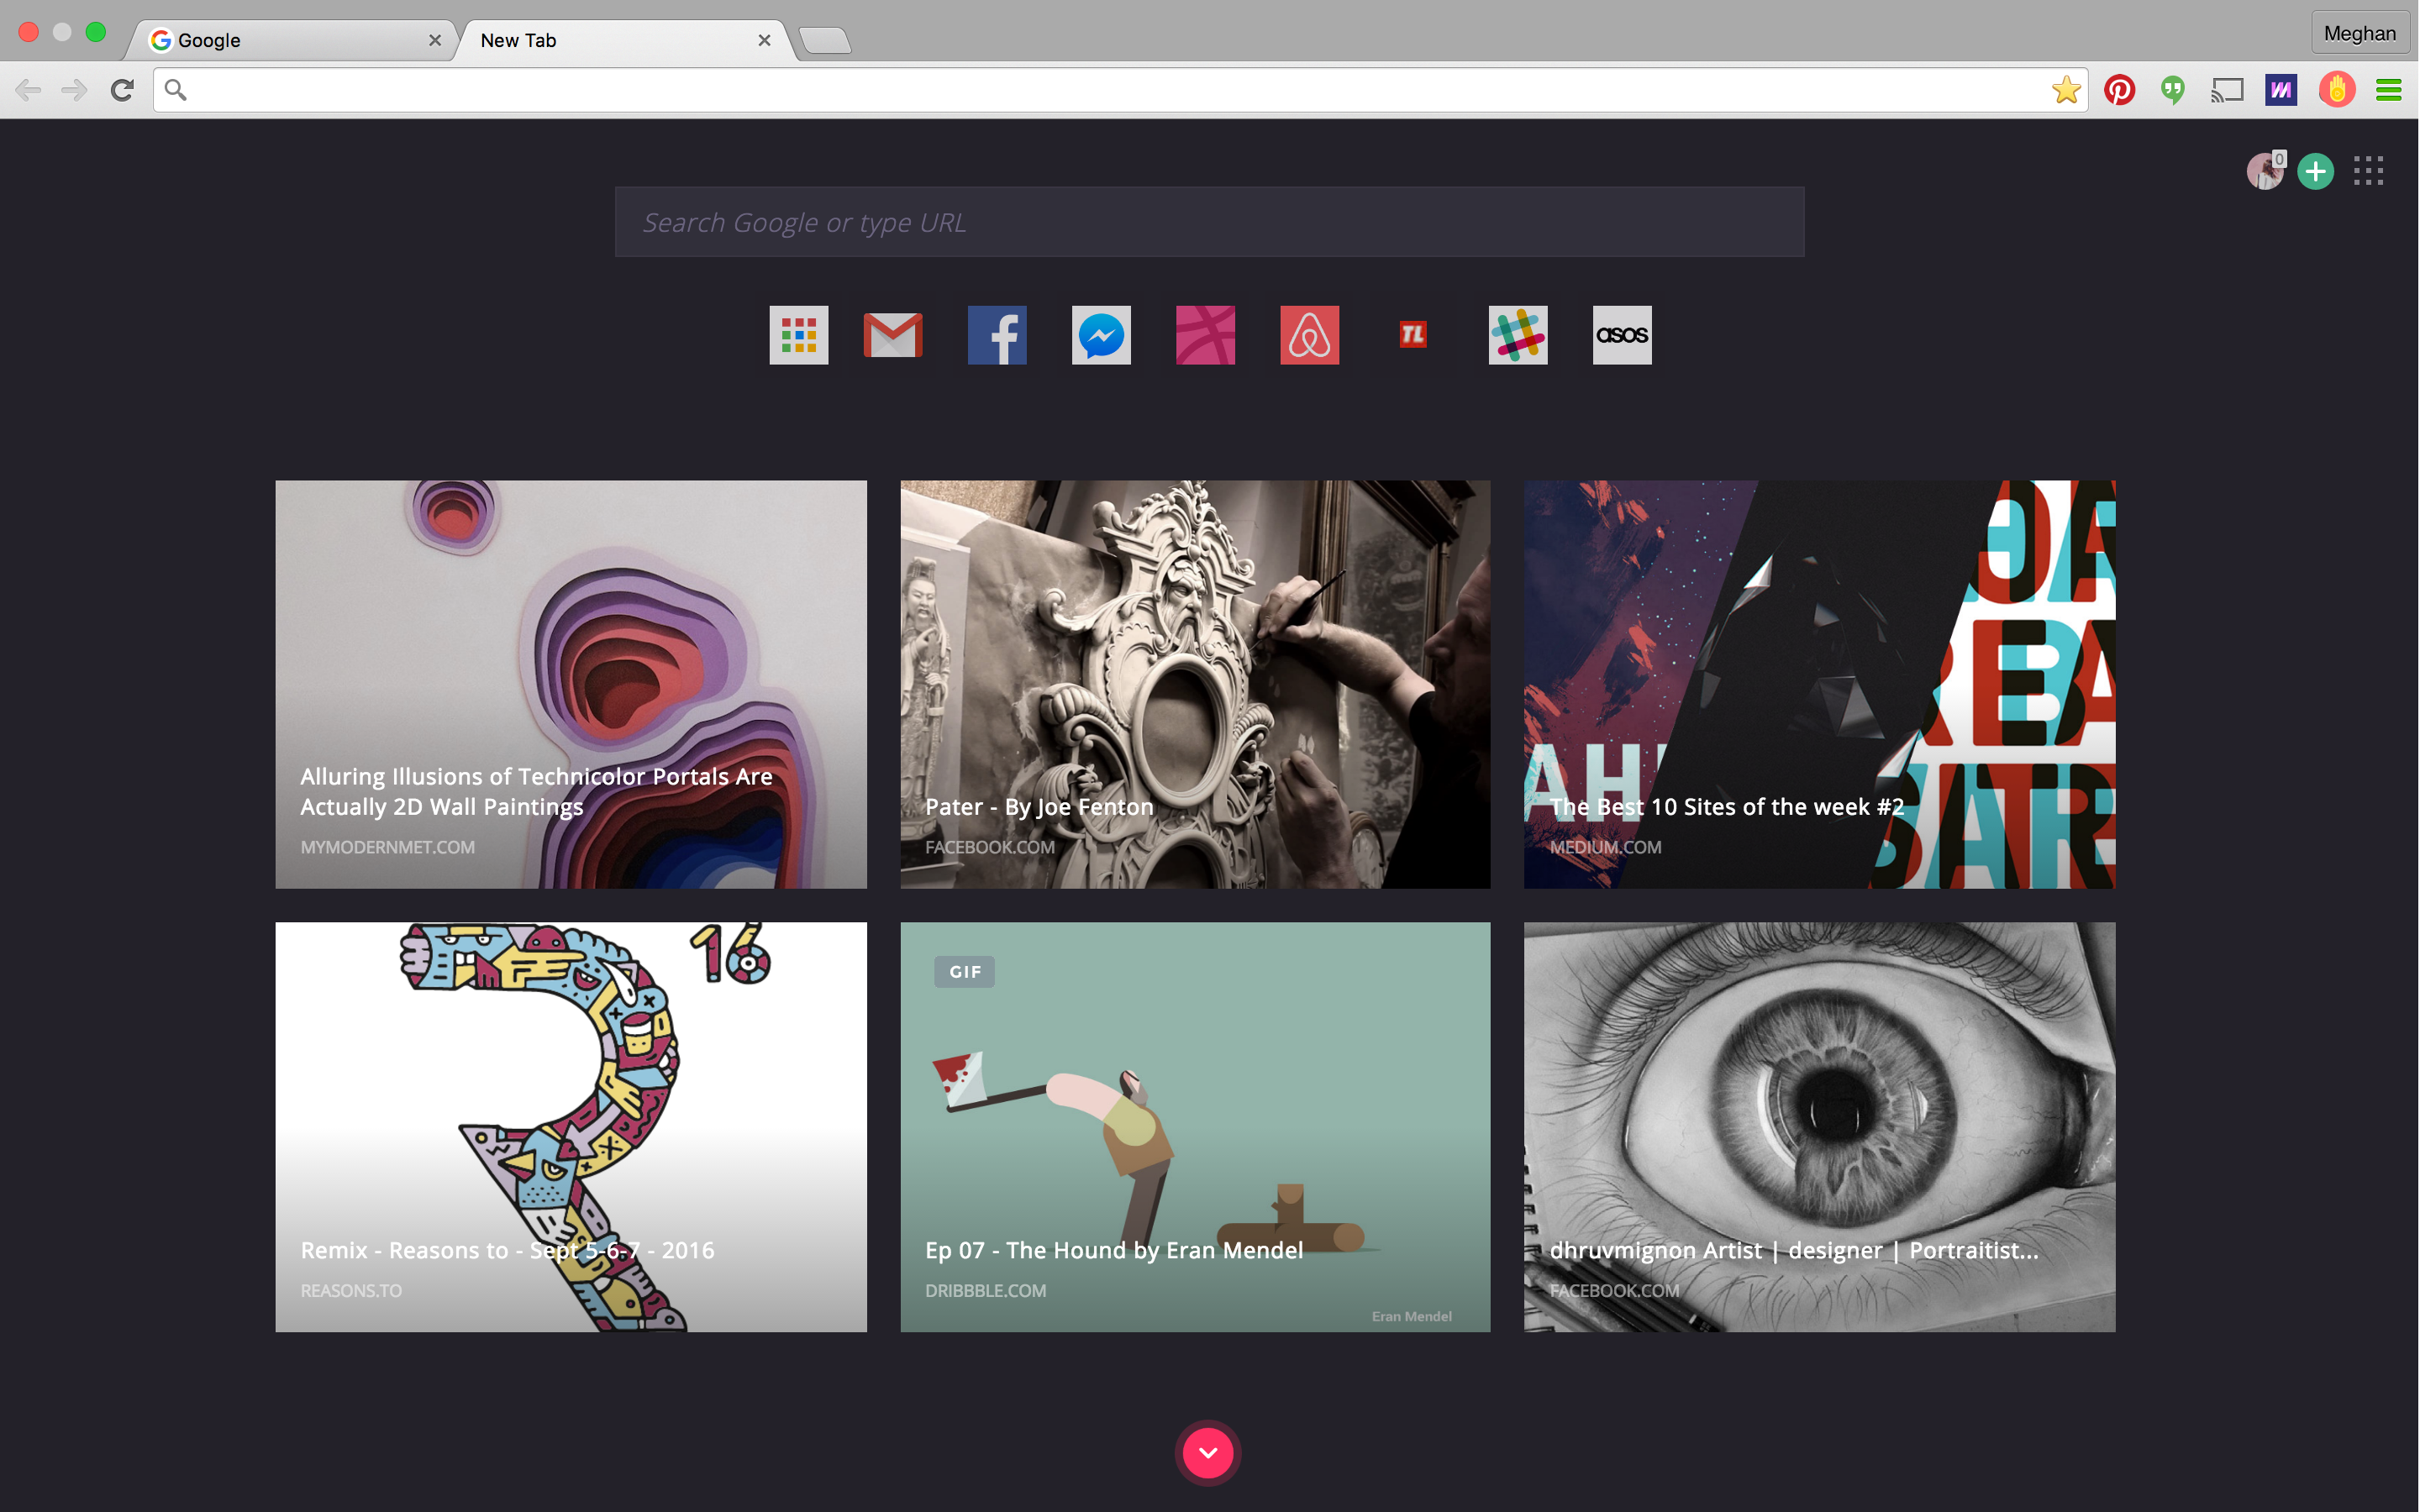 Google
New Tab
Meghan
0
Search Google or type URL
TL
asos
Alluring Illusions of Technicolor Portals Are
Actually 2D Wall Paintings
MYMODERNMET.COM
Pater - By Joe Fenton
FACEBOOK.COM
AH
The Best 10 Sites of the week #2
MEDIUM.COM
16
Remix - Reasons to - Sept 5-6-7 - 2016
REASONS.TO
GIF
Ep 07 - The Hound by Eran Mendel
DRIBBBLE.COM
Eran Mendel
dhruvmignon Artist | designer | Portraitist...
FACEBOOK.COM